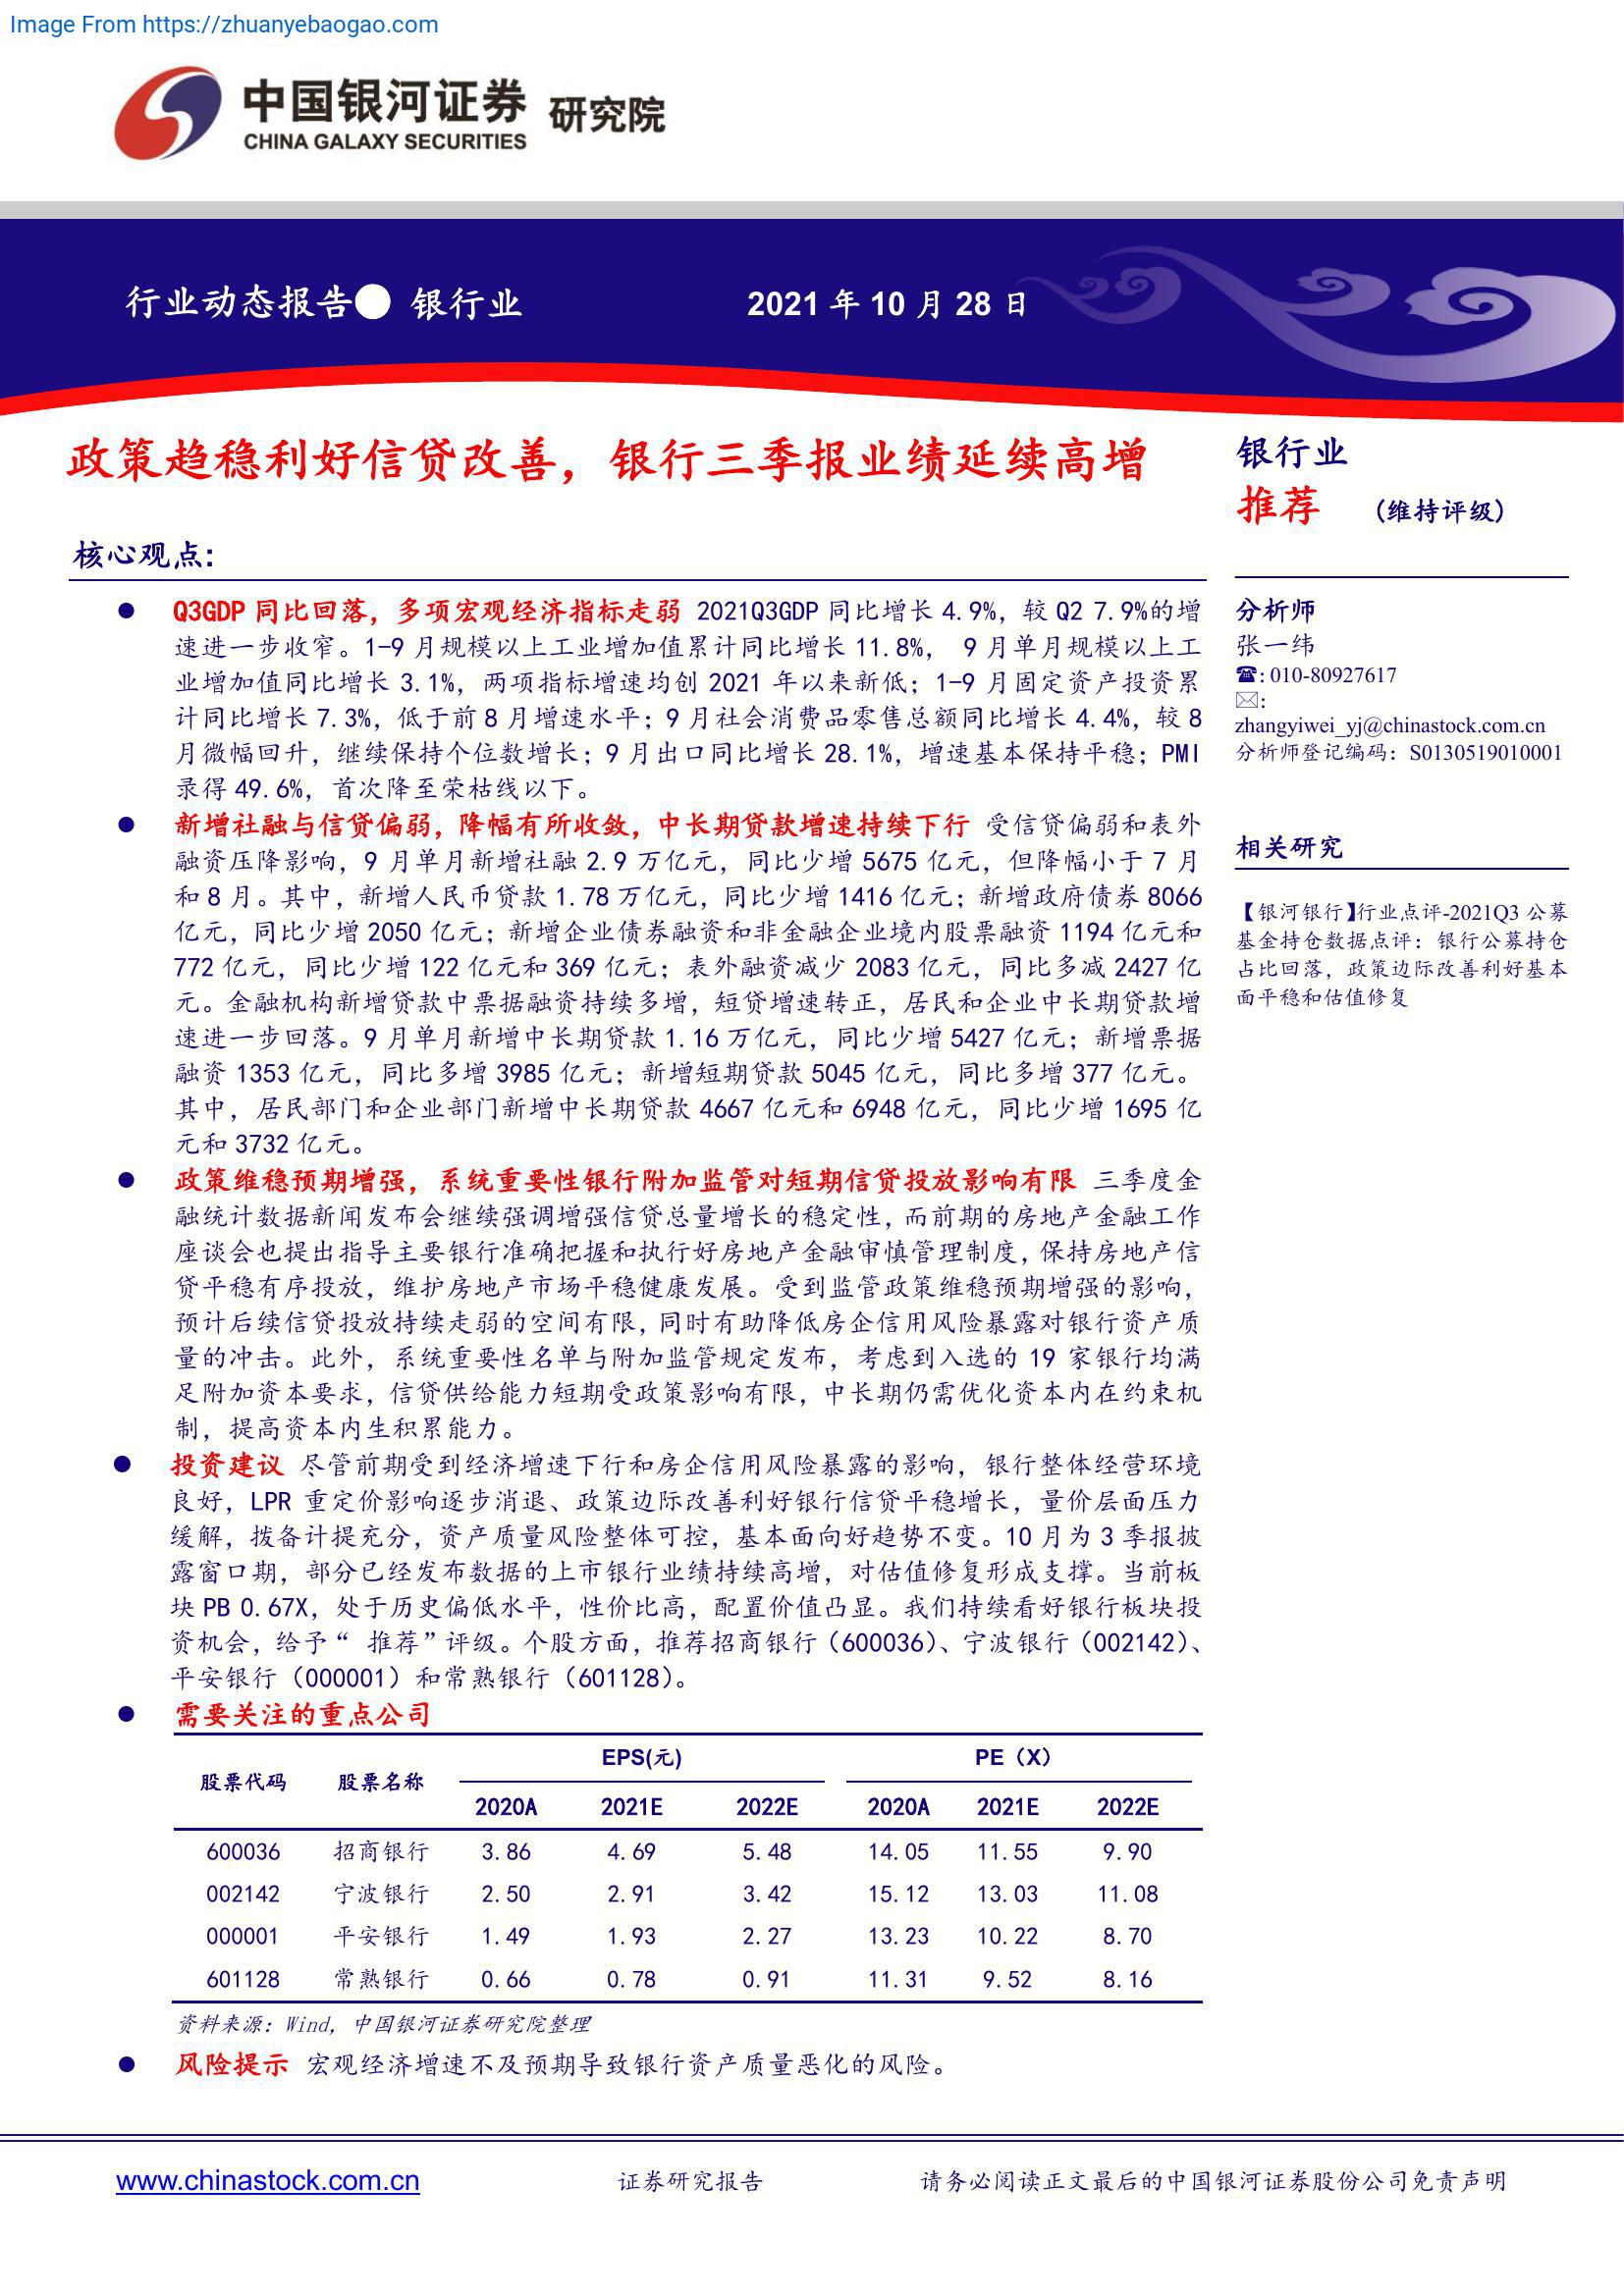 Image From https://zhuanyebaogao.com
中国银河证券 研究院
CHINA GALAXY SECURITIES
行业动态报告● 银行业 2021 年 10 月 28 日
政策趋稳利好信贷改善，银行三季报业绩延续高增
核心观点：
● Q3GDP 同比回落，多项宏观经济指标走弱 2021Q3GDP 同比增长 4.9%，较 Q2 7.9%的增
速进一步收窄。1-9 月规模以上工业增加值累计同比增长 11.8%， 9 月单月规模以上工
业增加值同比增长 3.1%，两项指标增速均创 2021 年以来新低；1-9 月固定资产投资累
计同比增长 7.3%，低于前 8 月增速水平；9 月社会消费品零售总额同比增长 4.4%，较 8
月微幅回升，继续保持个位数增长；9 月出口同比增长 28.1%，增速基本保持平稳；PMI
录得 49.6%，首次降至荣枯线以下。
● 新增社融与信贷偏弱，降幅有所收敛，中长期贷款增速持续下行 受信贷偏弱和表外
融资压降影响，9 月单月新增社融 2.9 万亿元，同比少增 5675 亿元，但降幅小于 7 月
和 8 月。其中，新增人民币贷款 1.78 万亿元，同比少增 1416 亿元；新增政府债券 8066
亿元，同比少增 2050 亿元；新增企业债券融资和非金融企业境内股票融资 1194 亿元和
772 亿元，同比少增 122 亿元和 369 亿元；表外融资减少 2083 亿元，同比多减 2427 亿
元。金融机构新增贷款中票据融资持续多增，短贷增速转正，居民和企业中长期贷款增
速进一步回落。9 月单月新增中长期贷款 1.16 万亿元，同比少增 5427 亿元；新增票据
融资 1353 亿元，同比多增 3985 亿元；新增短期贷款 5045 亿元，同比多增 377 亿元。
其中，居民部门和企业部门新增中长期贷款 4667 亿元和 6948 亿元，同比少增 1695 亿
元和 3732 亿元。
● 政策维稳预期增强，系统重要性银行附加监管对短期信贷投放影响有限 三季度金
融统计数据新闻发布会继续强调增强信贷总量增长的稳定性，而前期的房地产金融工作
座谈会也提出指导主要银行准确把握和执行好房地产金融审慎管理制度，保持房地产信
贷平稳有序投放，维护房地产市场平稳健康发展。受到监管政策维稳预期增强的影响，
预计后续信贷投放持续走弱的空间有限，同时有助降低房企信用风险暴露对银行资产质
量的冲击。此外，系统重要性名单与附加监管规定发布，考虑到入选的 19 家银行均满
足附加资本要求，信贷供给能力短期受政策影响有限，中长期仍需优化资本内在约束机
制，提高资本内生积累能力。
● 投资建议 尽管前期受到经济增速下行和房企信用风险暴露的影响，银行整体经营环境
良好，LPR 重定价影响逐步消退、政策边际改善利好银行信贷平稳增长，量价层面压力
缓解，拨备计提充分，资产质量风险整体可控，基本面向好趋势不变。10 月为 3 季报披
露窗口期，部分已经发布数据的上市银行业绩持续高增，对估值修复形成支撑。当前板
块 PB 0.67X，处于历史偏低水平，性价比高，配置价值凸显。我们持续看好银行板块投
资机会，给予“ 推荐”评级。个股方面，推荐招商银行（600036）、宁波银行（002142）、
平安银行（000001）和常熟银行（601128）。
● 需要关注的重点公司
股票代码 股票名称 EPS(元) PE（X）
2020A 2021E 2022E 2020A 2021E 2022E
600036 招商银行 3.86 4.69 5.48 14.05 11.55 9.90
002142 宁波银行 2.50 2.91 3.42 15.12 13.03 11.08
000001 平安银行 1.49 1.93 2.27 13.23 10.22 8.70
601128 常熟银行 0.66 0.78 0.91 11.31 9.52 8.16
资料来源：Wind，中国银河证券研究院整理
● 风险提示 宏观经济增速不及预期导致银行资产质量恶化的风险。
银行业
推荐 （维持评级）
分析师
张一纬
☎：010-80927617
✉：
zhangyiwei_yj@chinastock.com.cn
分析师登记编码：S0130519010001
相关研究
【银河银行】行业点评-2021Q3 公募
基金持仓数据点评：银行公募持仓
占比回落，政策边际改善利好基本
面平稳和估值修复
www.chinastock.com.cn 证券研究报告 请务必阅读正文最后的中国银河证券股份公司免责声明